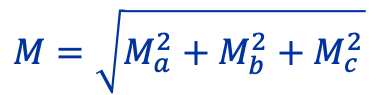 M = √(M_a^2 + M_b^2 + M_c^2)